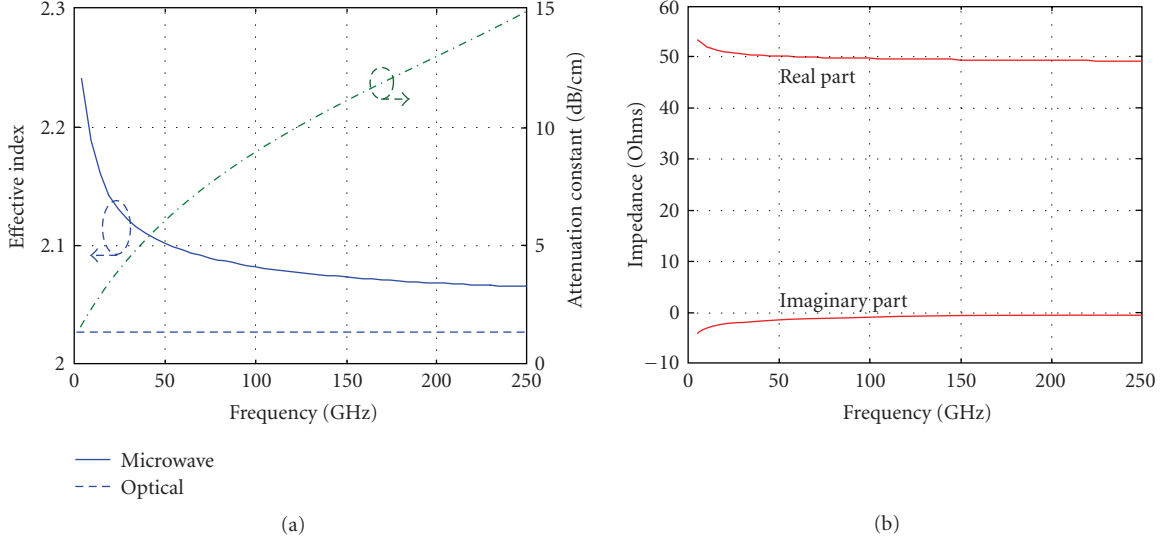 2.3
2.2
2.1
2
Effective index
15
10
5
0
Attenuation constant (dB/cm)
0
50
100
150
200
250
Frequency (GHz)
Microwave
Optical
(a)
60
50
40
30
20
10
0
−10
Impedance (Ohms)
Real part
Imaginary part
0
50
100
150
200
250
Frequency (GHz)
(b)